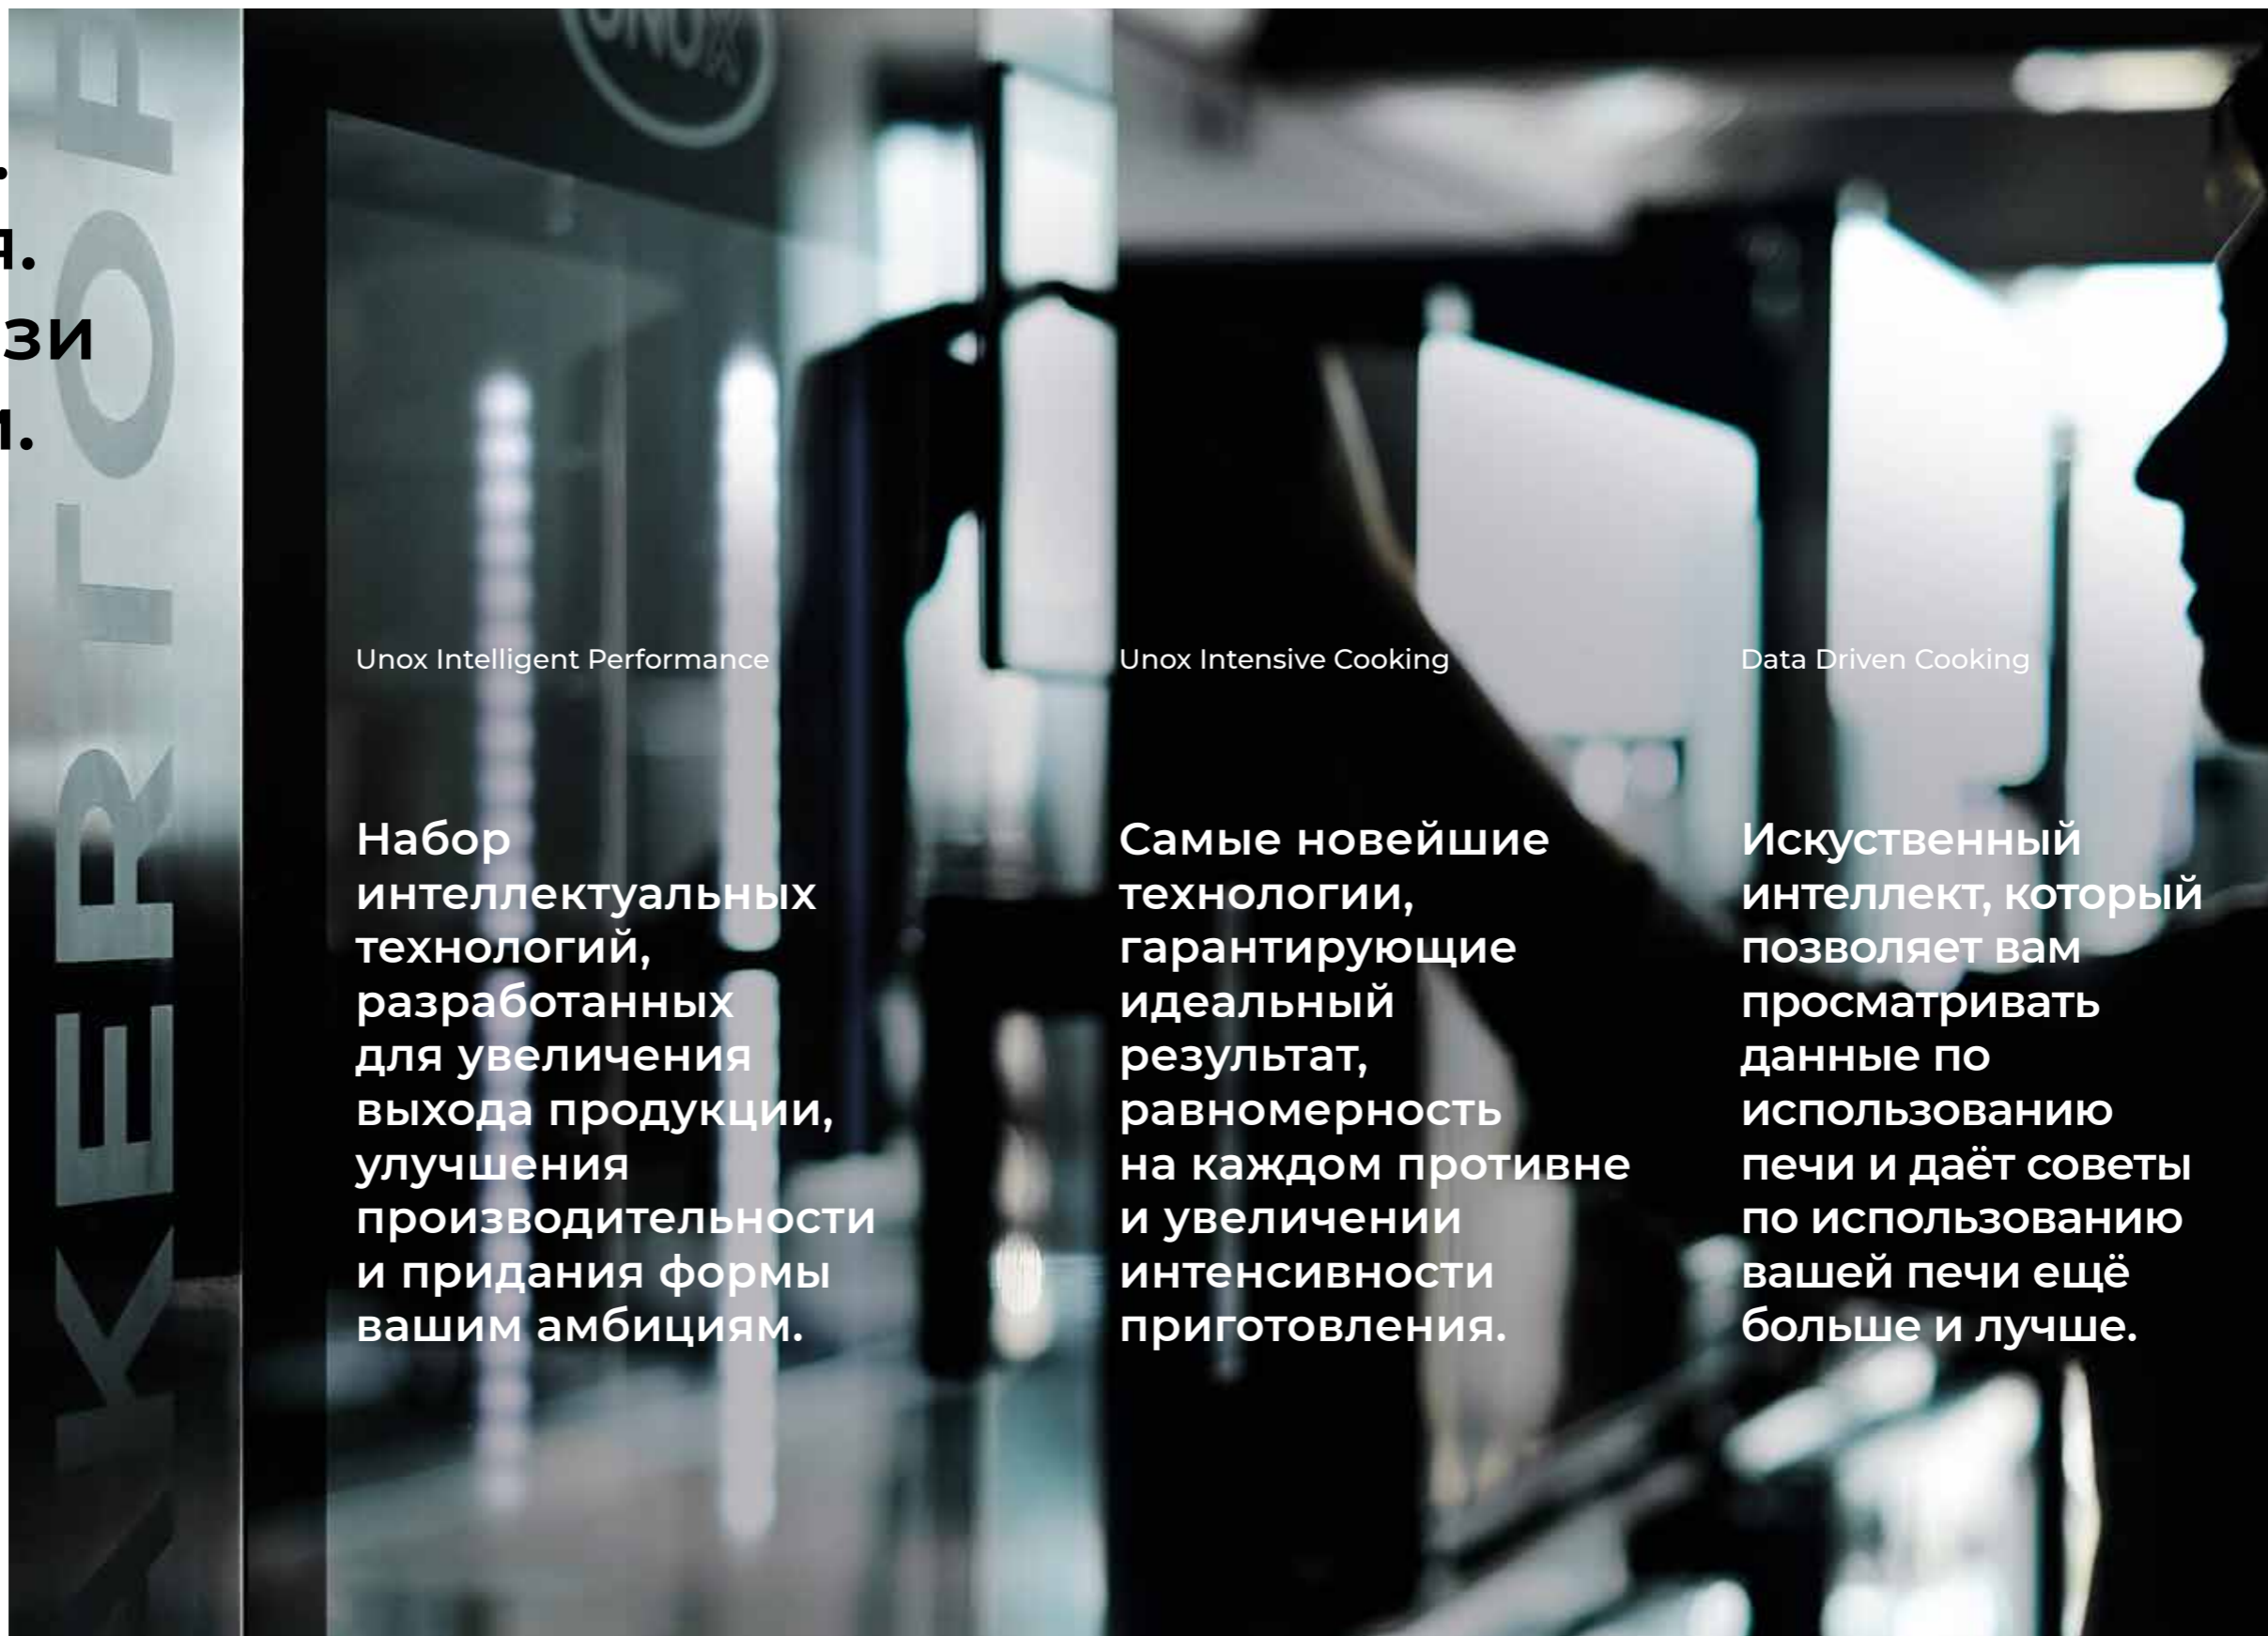 UNOX
Unox Intelligent Performance
Набор
интеллектуальных
технологий,
разработанных
для увеличения
выхода продукции,
улучшения
производительности
и придания формы
вашим амбициям.
Unox Intensive Cooking
Самые новейшие
технологии,
гарантирующие
идеальный
результат,
равномерность
на каждом противне
и увеличении
интенсивности
приготовления.
Data Driven Cooking
Искуственный
интеллект, который
позволяет вам
просматривать
данные по
использованию
печи и даёт советы
по использованию
вашей печи ещё
больше и лучше.